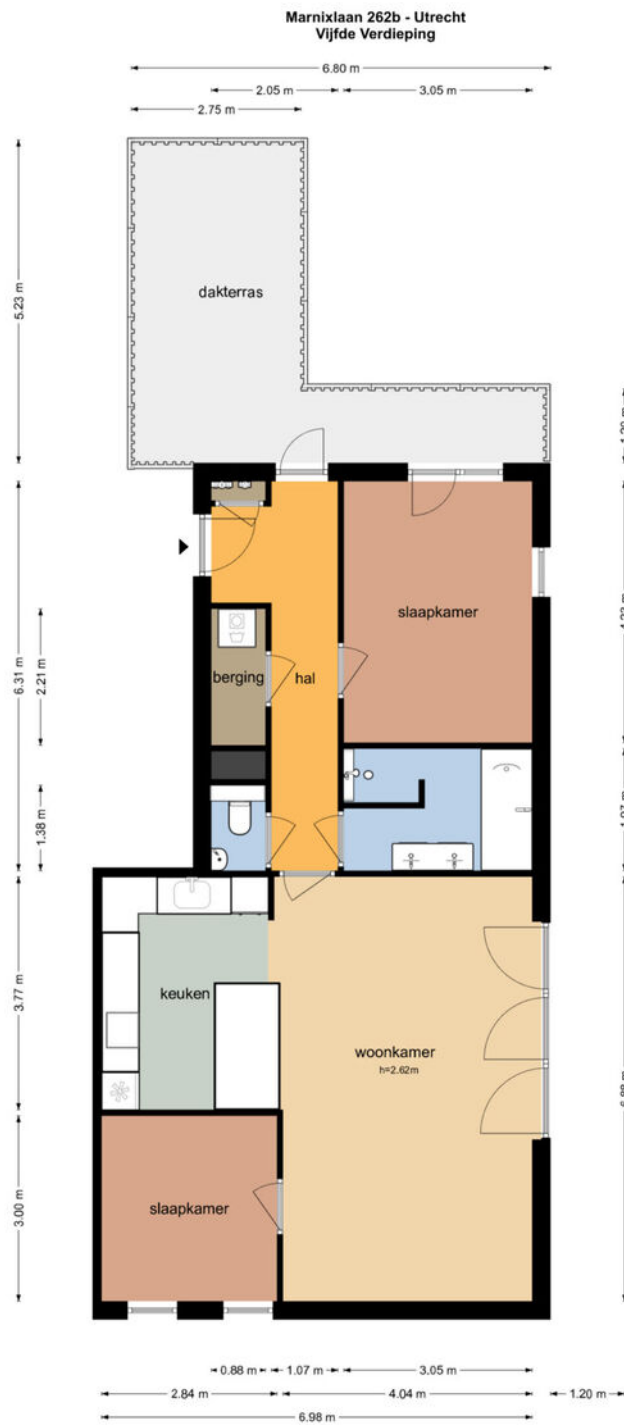 Marnixlaan 262b - Utrecht
Vijfde Verdieping
6.80 m
2.05 m
3.05 m
2.75 m
5.23 m
dakterras
slaapkamer
6.31 m
2.21 m
berging
hal
1.38 m
3.77 m
keuken
woonkamer
h=2.62m
3.00 m
slaapkamer
0.88 m
1.07 m
3.05 m
2.84 m
4.04 m
1.20 m
6.98 m